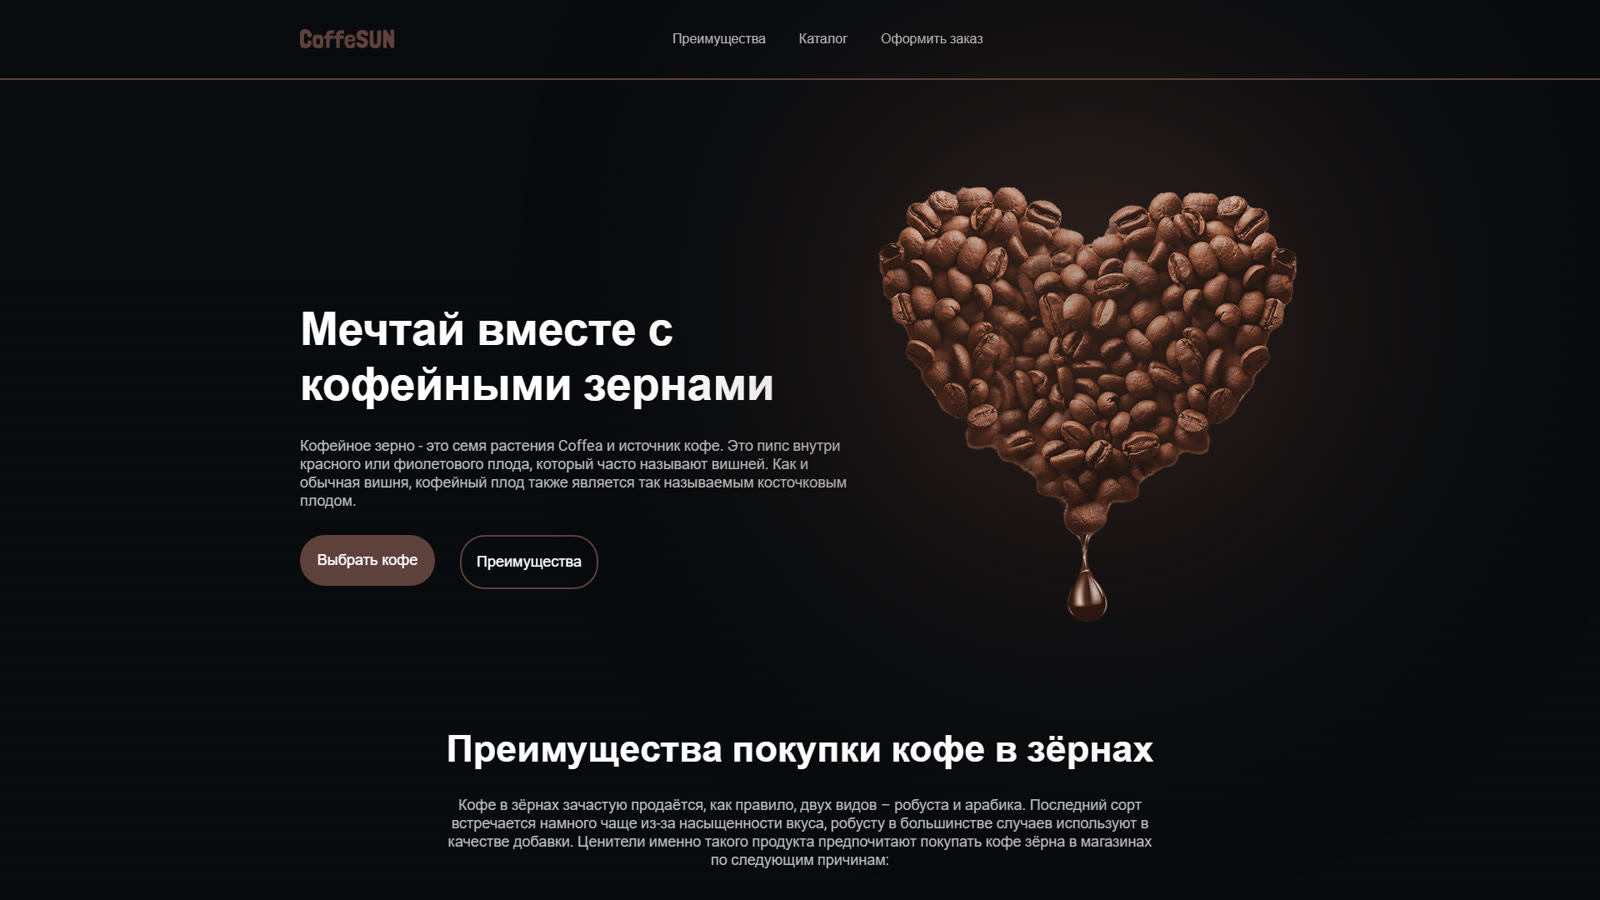 CoffeSUN
Преимущества
Каталог
Оформить заказ
Мечтай вместе с
кофейными зернами
Кофейное зерно - это семя растения Coffea и источник кофе. Это пипс внутри
красного или фиолетового плода, который часто называют вишней. Как и
обычная вишня, кофейный плод также является так называемым косточковым
плодом.
Выбрать кофе
Преимущества
Преимущества покупки кофе в зёрнах
Кофе в зёрнах зачастую продаётся, как правило, двух видов – робуста и арабика. Последний сорт
встречается намного чаще из-за насыщенности вкуса, робусту в большинстве случаев используют в
качестве добавки. Ценители именно такого продукта предпочитают покупать кофе зёрна в магазинах
по следующим причинам: